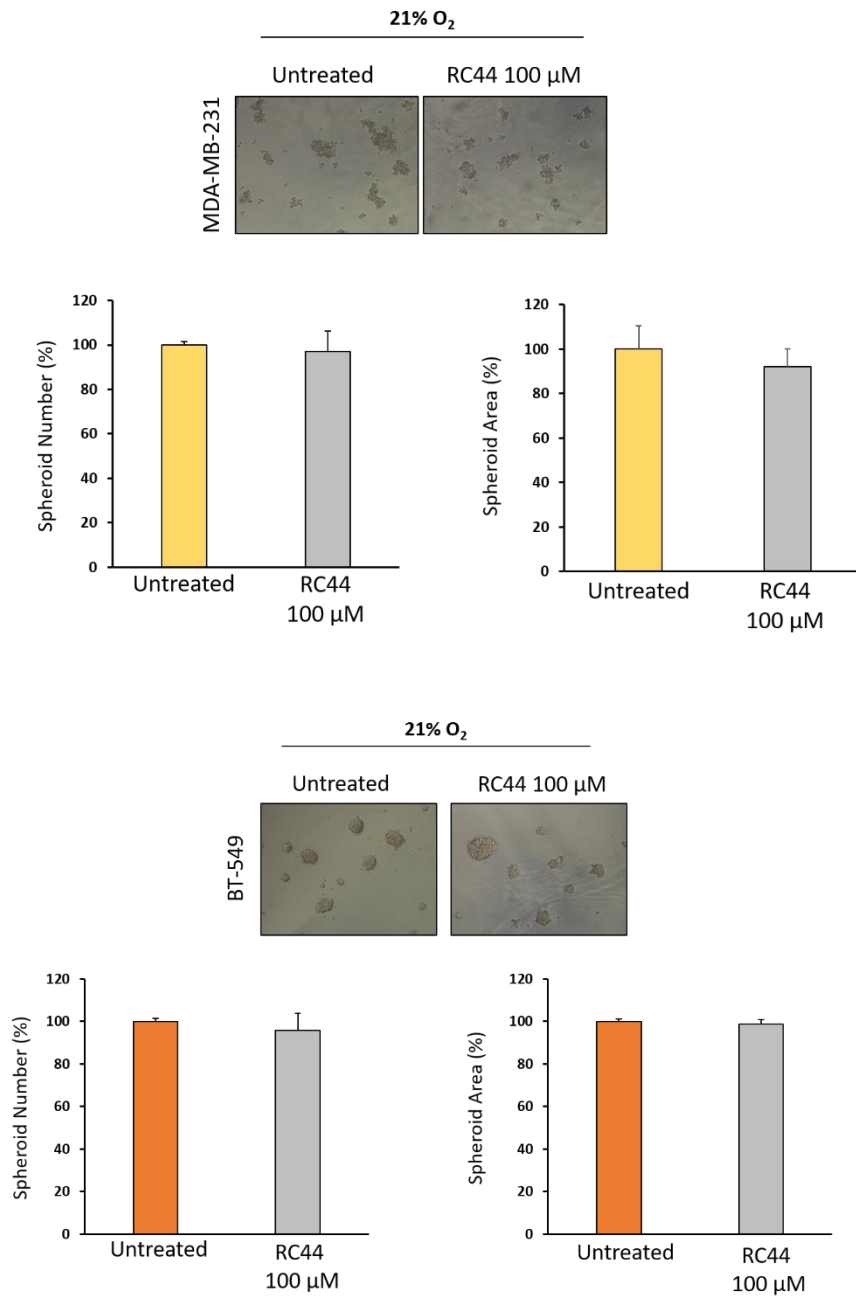 21% O₂
Untreated RC44 100 μM
MDA-MB-231
120
100
80
60
40
20
0
Spheroid Number (%)
Untreated RC44
100 μM
120
100
80
60
40
20
0
Spheroid Area (%)
Untreated RC44
100 μM
21% O₂
Untreated RC44 100 μM
BT-549
120
100
80
60
40
20
0
Spheroid Number (%)
Untreated RC44
100 μM
120
100
80
60
40
20
0
Spheroid Area (%)
Untreated RC44
100 μM